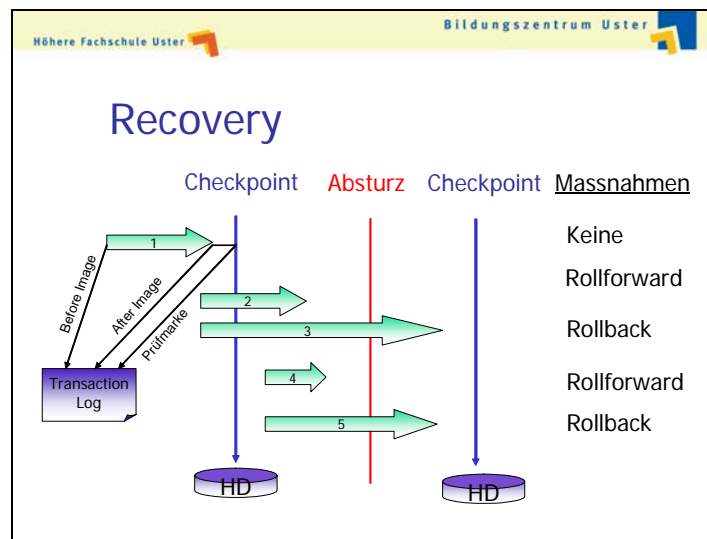 Höhere Fachschule Uster
Bildungszentrum Uster
Recovery
Checkpoint Absturz Checkpoint Massnahmen
1
Keine
Before Image
After Image
Prüfmarke
2
Rollforward
3
Rollback
4
Rollforward
Transaction
Log
5
Rollback
HD
HD